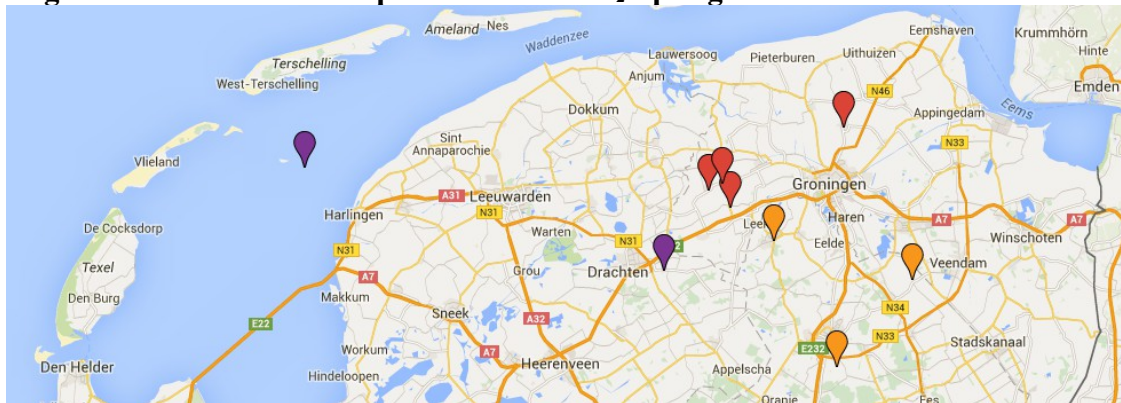 Ameland Nes
Eemshaven
Krummhörn
Waddenzee
Lauwersoog
Pieterburen
Uithuizen
Hinte
Terschelling
Anjum
West-Terschelling
N46
Emden
Dokkum
Appingedam
Eems
Sint
Annaparochie
N33
Vlieland
A31
Leeuwarden
Groningen
N31
Harlingen
De Cocksdorp
Warten
N31
Haren
A7
A7
Eelde
Winschoten
N31
Texel
A7
Grou
Drachten
Veendam
Den Burg
Makkum
N34
Sneek
A32
E22
N33
Stadskanaal
Workum
A7
E232
Den Helder
Heerenveen
Appelscha
Hindeloopen